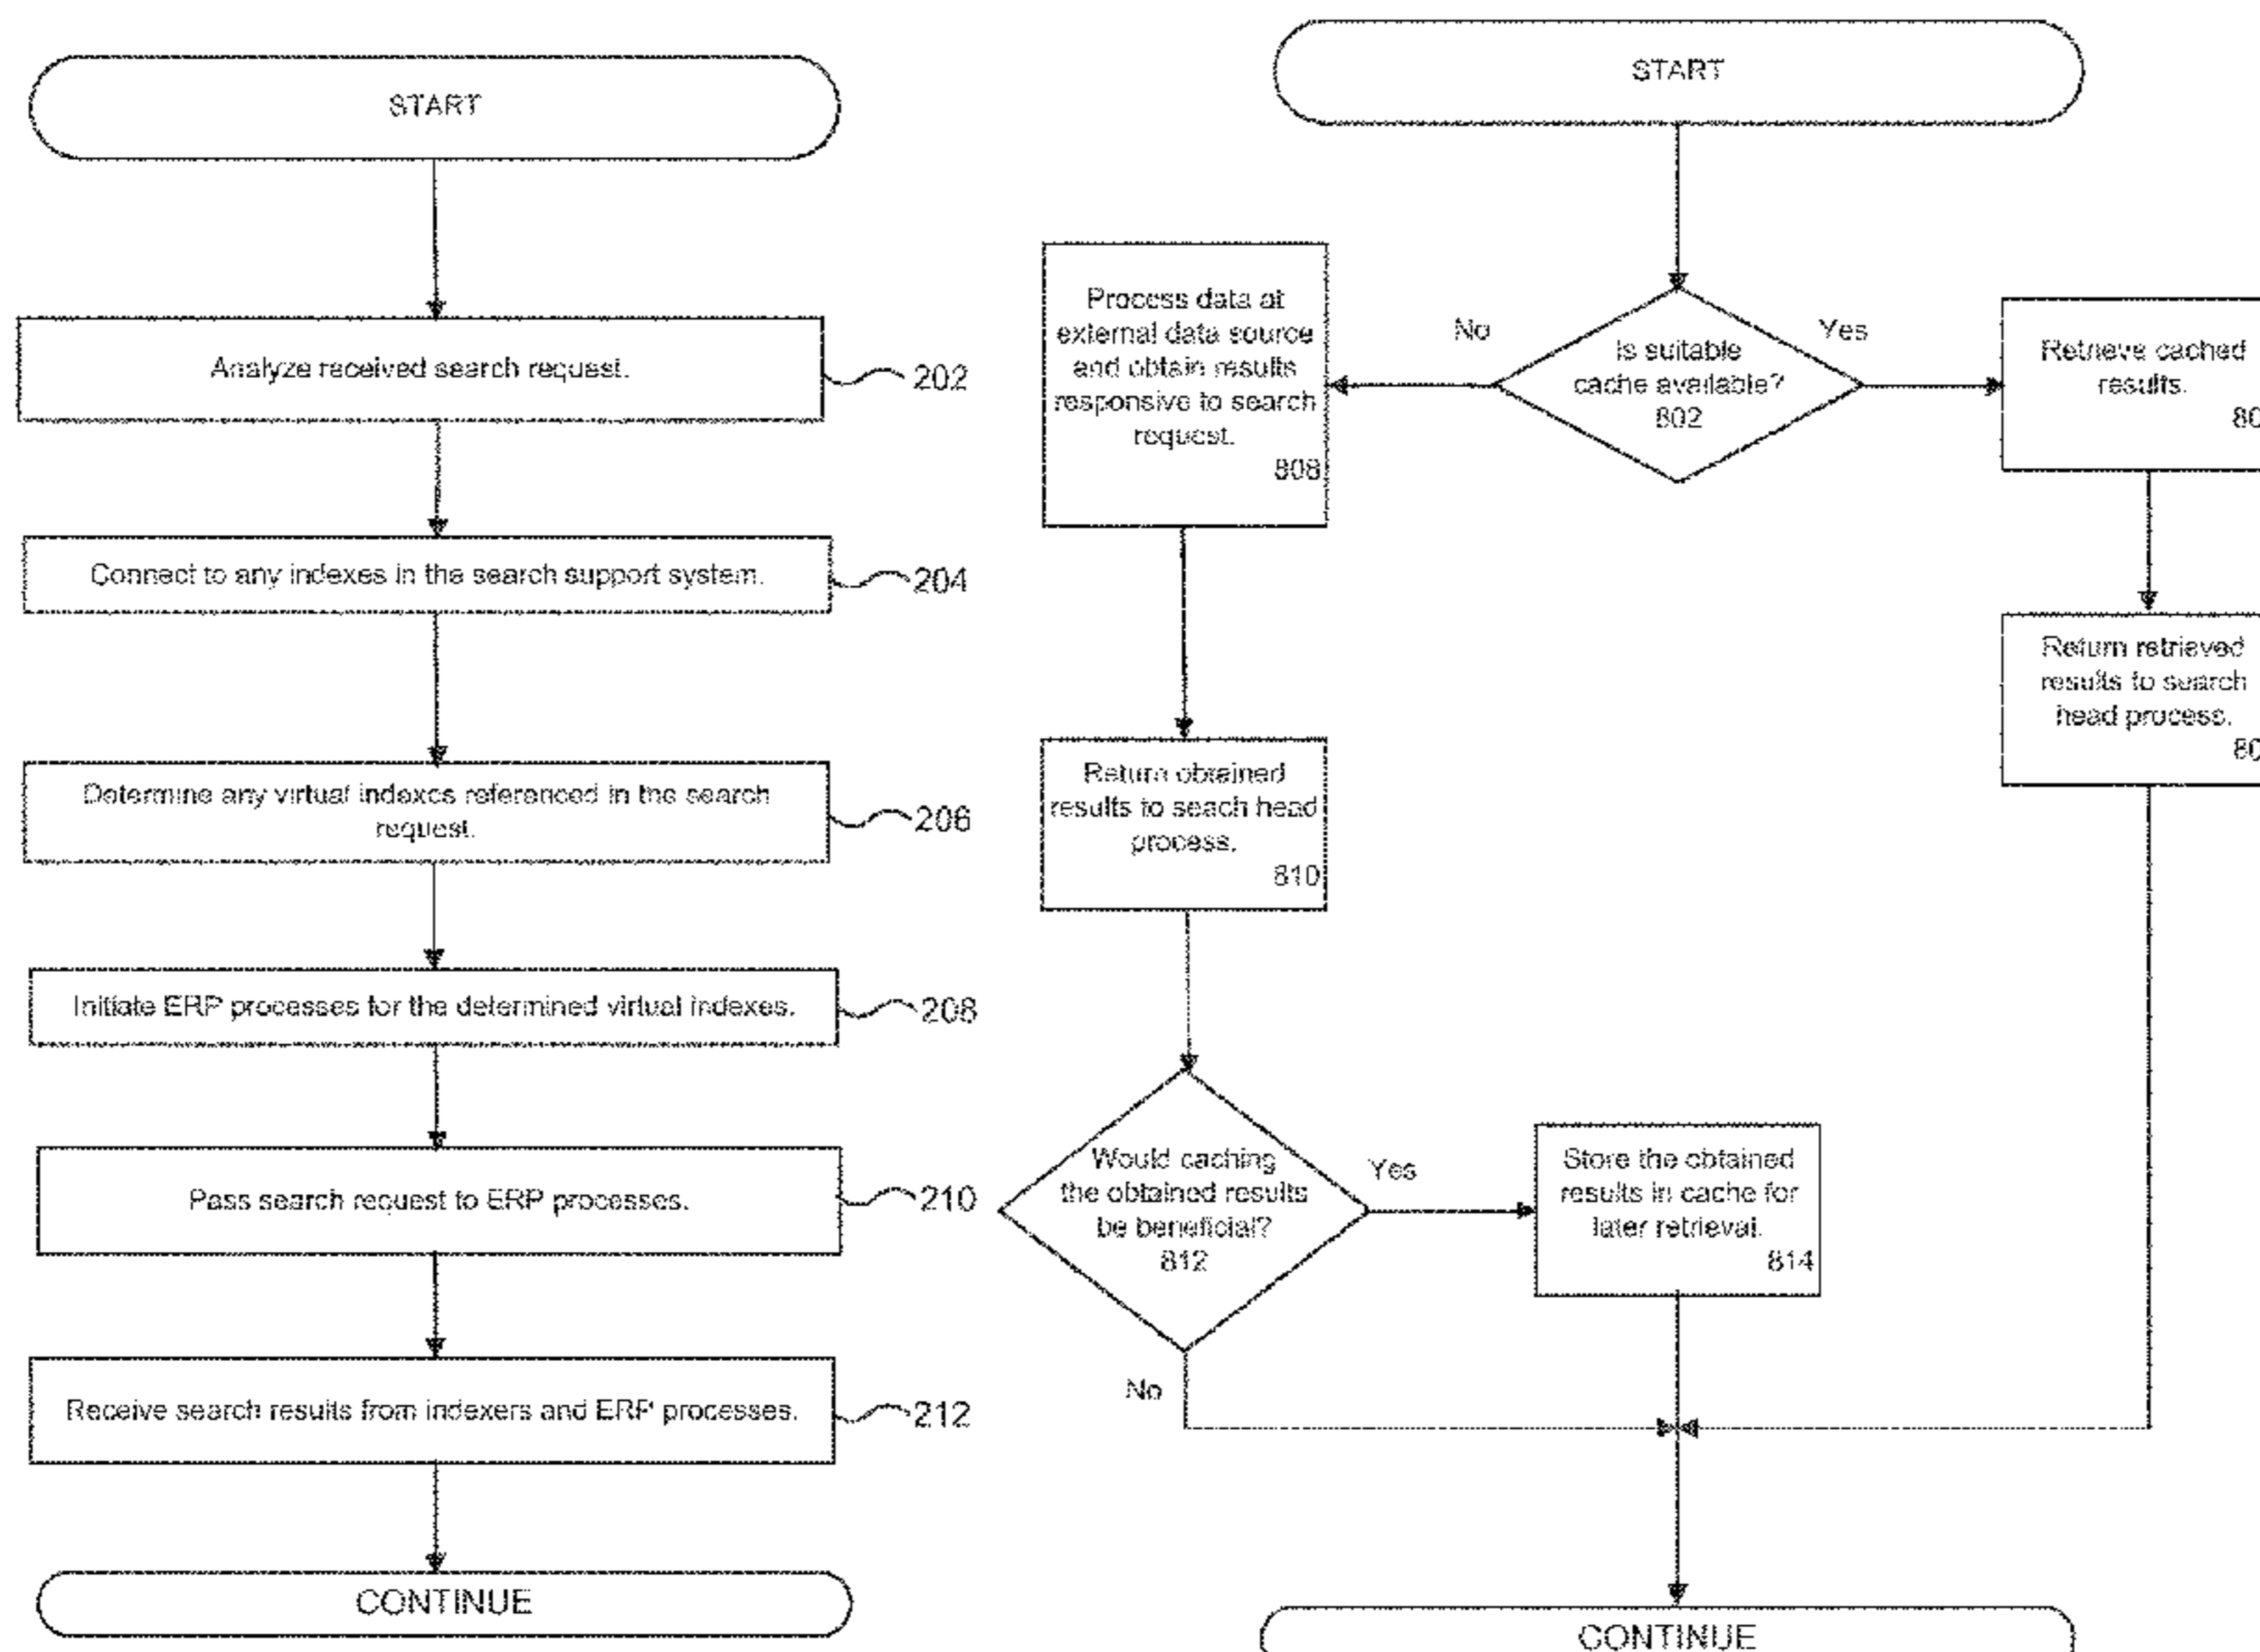 START
Analyze received search request.
202
Connect to any indexes in the search support system.
204
Determine any virtual indexes referenced in the search
request.
206
Initiate ERP processes for the determined virtual indexes.
208
Pass search request to ERP processes.
210
Receive search results from indexers and ERP processes.
212
CONTINUE
START
Is suitable
cache available?
802
No
Yes
Process data at
external data source
and obtain results
responsive to search
request.
808
Retrieve cached
results.
80
Return retrieved
results to search
head process.
80
Return obtained
results to seach head
process.
810
Would caching
the obtained results
be beneficial?
812
Yes
No
Store the obtained
results in cache for
later retrieval.
814
CONTINUE